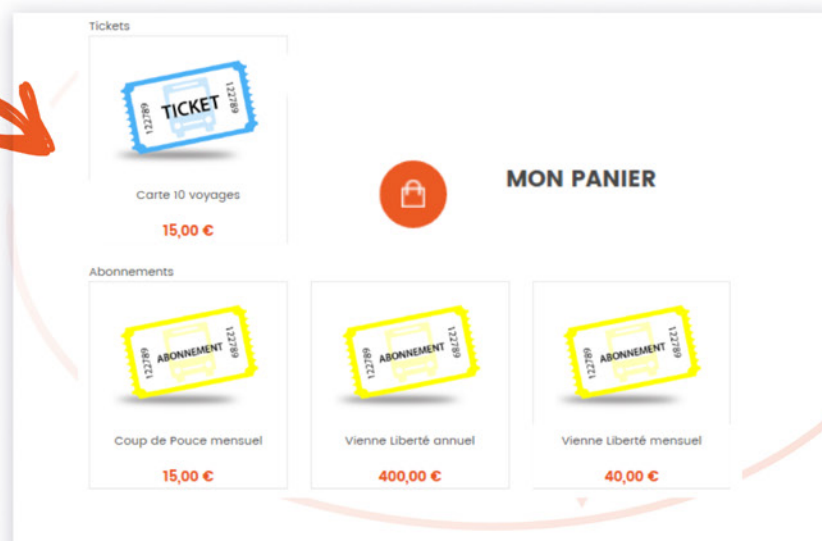 Tickets
122789
TICKET
122789
Carte 10 voyages
15,00 €
MON PANIER
Abonnements
122789
ABONNEMENT
122789
122789
ABONNEMENT
122789
122789
ABONNEMENT
122789
Coup de Pouce mensuel
Vienne Liberté annuel
Vienne Liberté mensuel
15,00 €
400,00 €
40,00 €